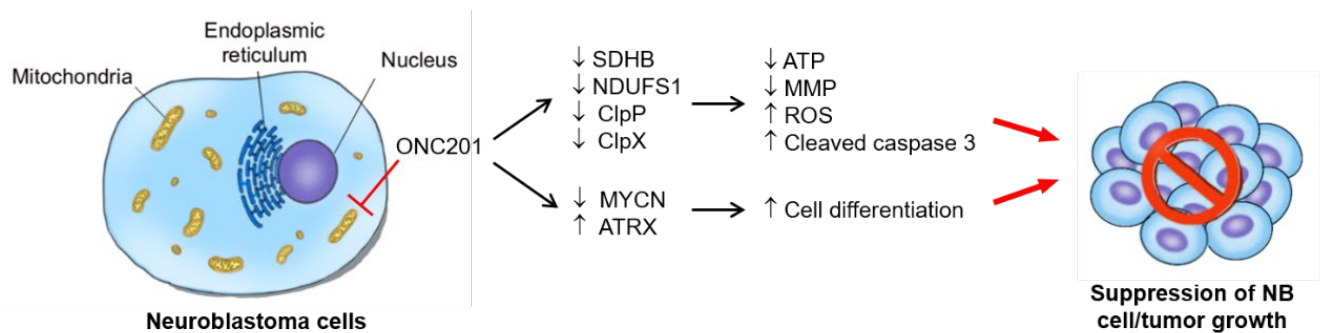 Endoplasmic
reticulum
Nucleus
Mitochondria
ONC201
↓ SDHB
↓ NDUFS1
↓ ClpP
↓ ClpX
↓ ATP
↓ MMP
↑ ROS
↑ Cleaved caspase 3
↓ MYCN
↑ ATRX
↑ Cell differentiation
Neuroblastoma cells
Suppression of NB
cell/tumor growth